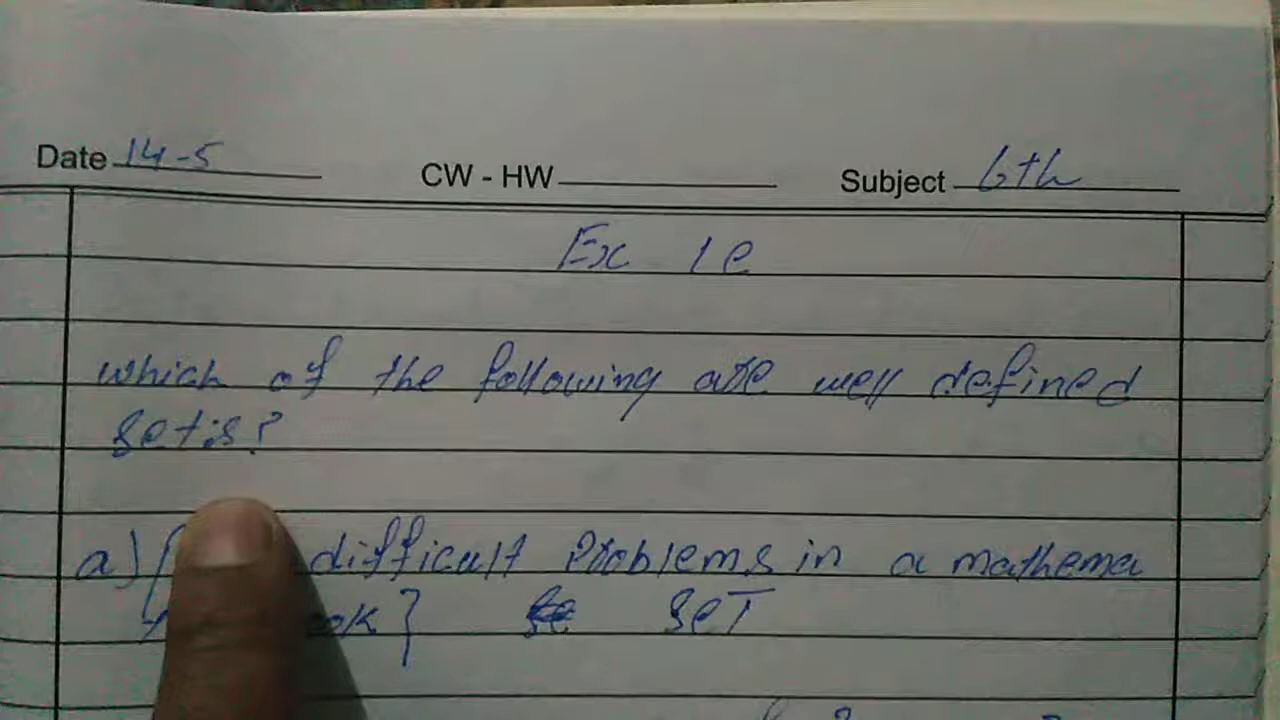 Date 14-5 CW - HW Subject 6th
Ex 1e
which of the following are well defined
sets?
a) { difficult Problems in a mathema
ok} SeT